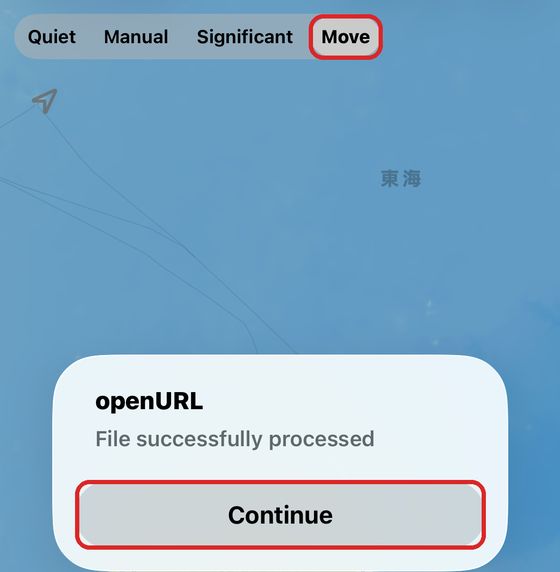 Quiet Manual Significant Move
東海
openURL
File successfully processed
Continue